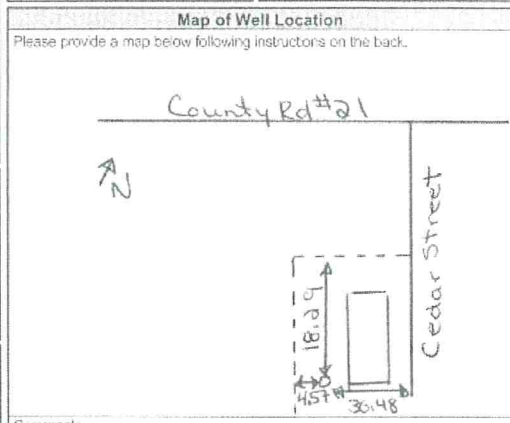 Map of Well Location
Please provide a map below following instructions on the back.
County Rd #21
N
Cedar Street
18.29
4.57
30.48